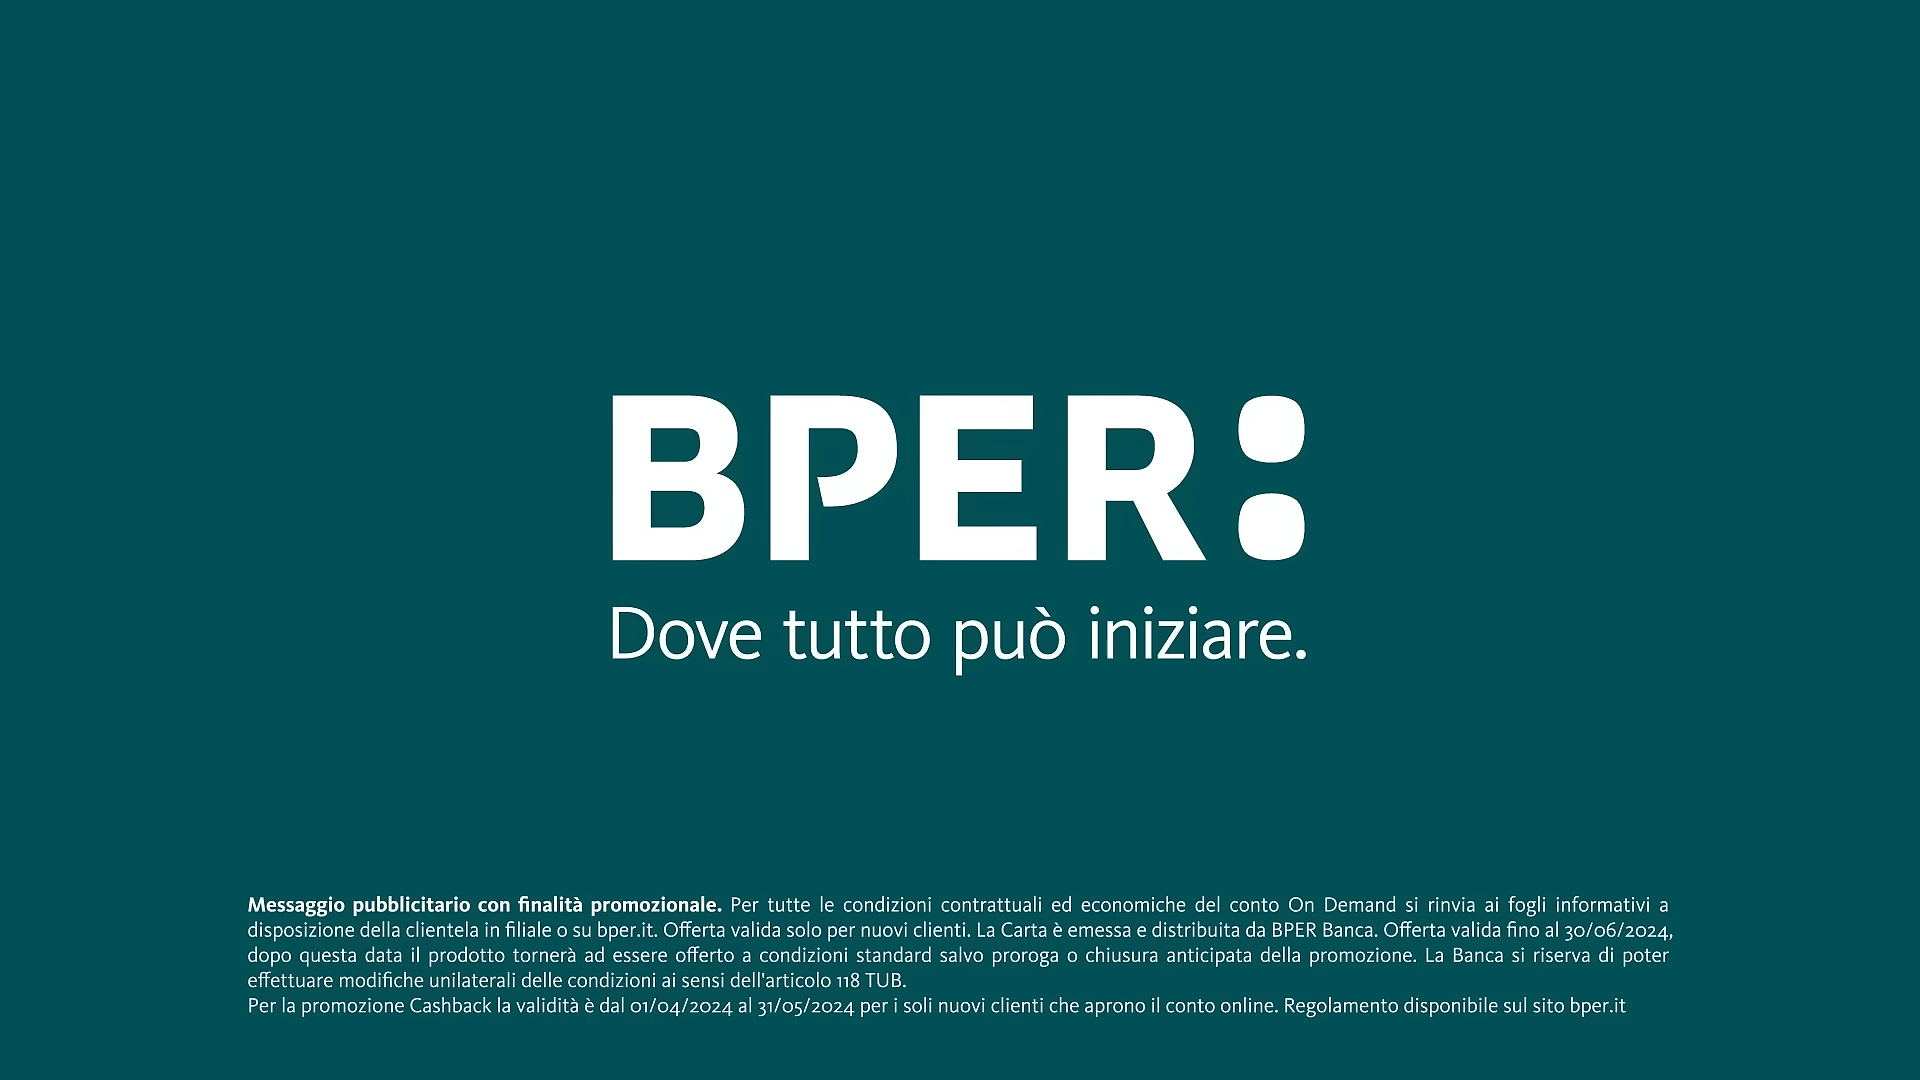 BPER:
Dove tutto può iniziare.
Messaggio pubblicitario con finalità promozionale. Per tutte le condizioni contrattuali ed economiche del conto On Demand si rinvia ai fogli informativi a
disposizione della clientela in filiale o su bper.it. Offerta valida solo per nuovi clienti. La Carta è emessa e distribuita da BPER Banca. Offerta valida fino al 30/06/2024,
dopo questa data il prodotto tornerà ad essere offerto a condizioni standard salvo proroga o chiusura anticipata della promozione. La Banca si riserva di poter
effettuare modifiche unilaterali delle condizioni ai sensi dell'articolo 118 TUB.
Per la promozione Cashback la validità è dal 01/04/2024 al 31/05/2024 per i soli nuovi clienti che aprono il conto online. Regolamento disponibile sul sito bper.it